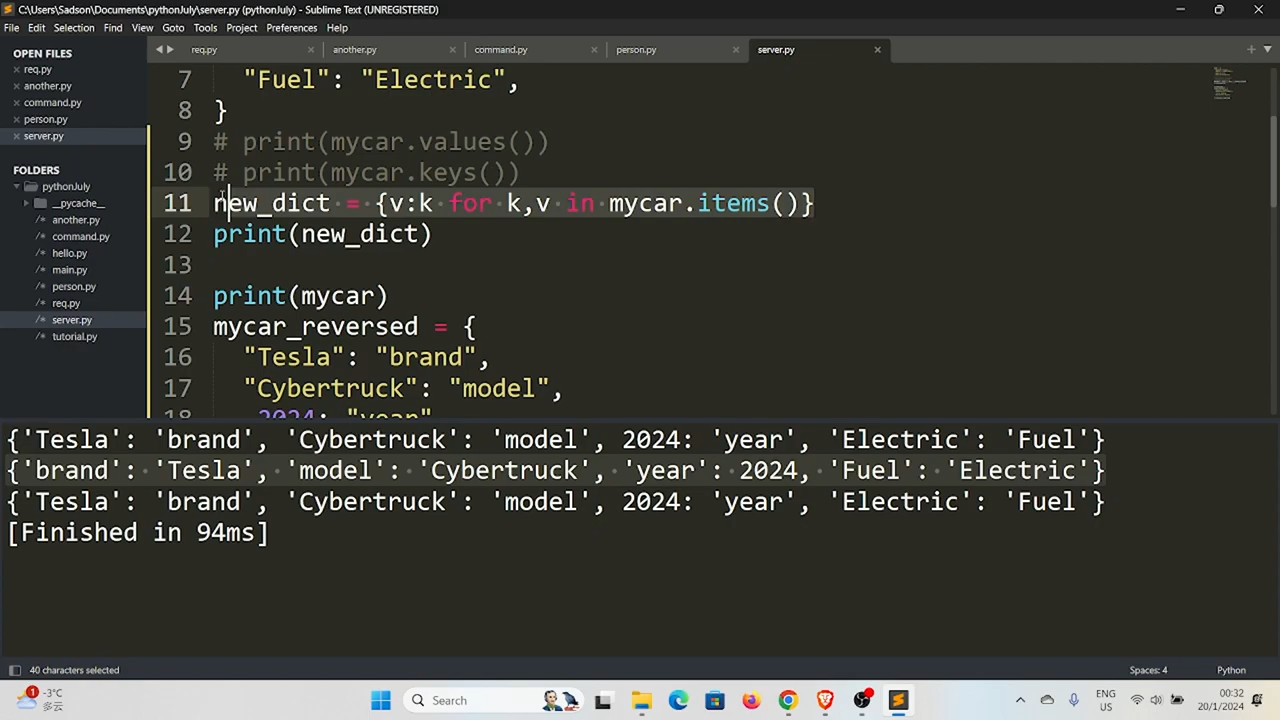 C:\Users\Sadson\Documents\pythonJuly\server.py (pythonJuly) - Sublime Text (UNREGISTERED)
File Edit Selection Find View Goto Tools Project Preferences Help
OPEN FILES
req.py
another.py
command.py
person.py
server.py
FOLDERS
pythonJuly
__pycache__
another.py
command.py
hello.py
main.py
person.py
req.py
server.py
tutorial.py
req.py another.py command.py person.py server.py
7 "Fuel": "Electric",
8 }
9 # print(mycar.values())
10 # print(mycar.keys())
11 new_dict = {v:k for k,v in mycar.items()}
12 print(new_dict)
13
14 print(mycar)
15 mycar_reversed = {
16 "Tesla": "brand",
17 "Cybertruck": "model",
18 2024: "year"
{'Tesla': 'brand', 'Cybertruck': 'model', 2024: 'year', 'Electric': 'Fuel'}
{'brand': 'Tesla', 'model': 'Cybertruck', 'year': 2024, 'Fuel': 'Electric'}
{'Tesla': 'brand', 'Cybertruck': 'model', 2024: 'year', 'Electric': 'Fuel'}
[Finished in 94ms]
40 characters selected Spaces: 4 Python
1
-3°C
多云
Search
ENG
US
00:32
20/1/2024